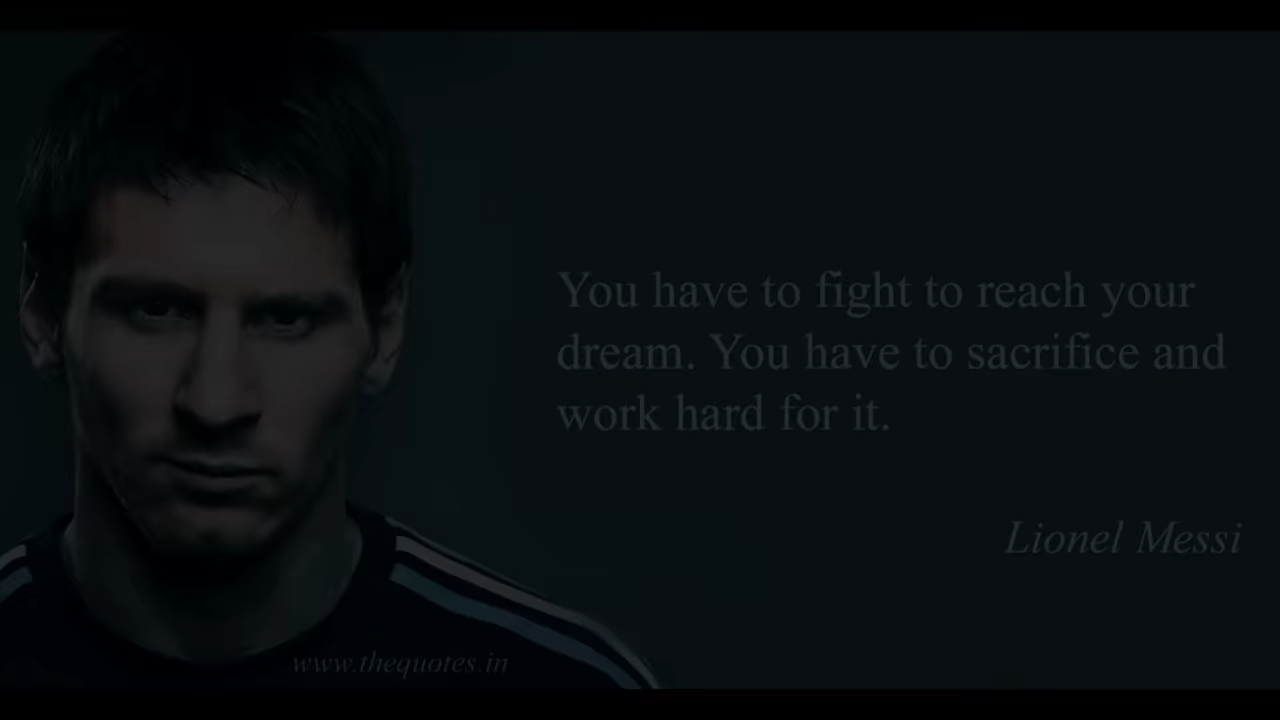 You have to fight to reach your
dream. You have to sacrifice and
work hard for it.
Lionel Messi
www.thequotes.in